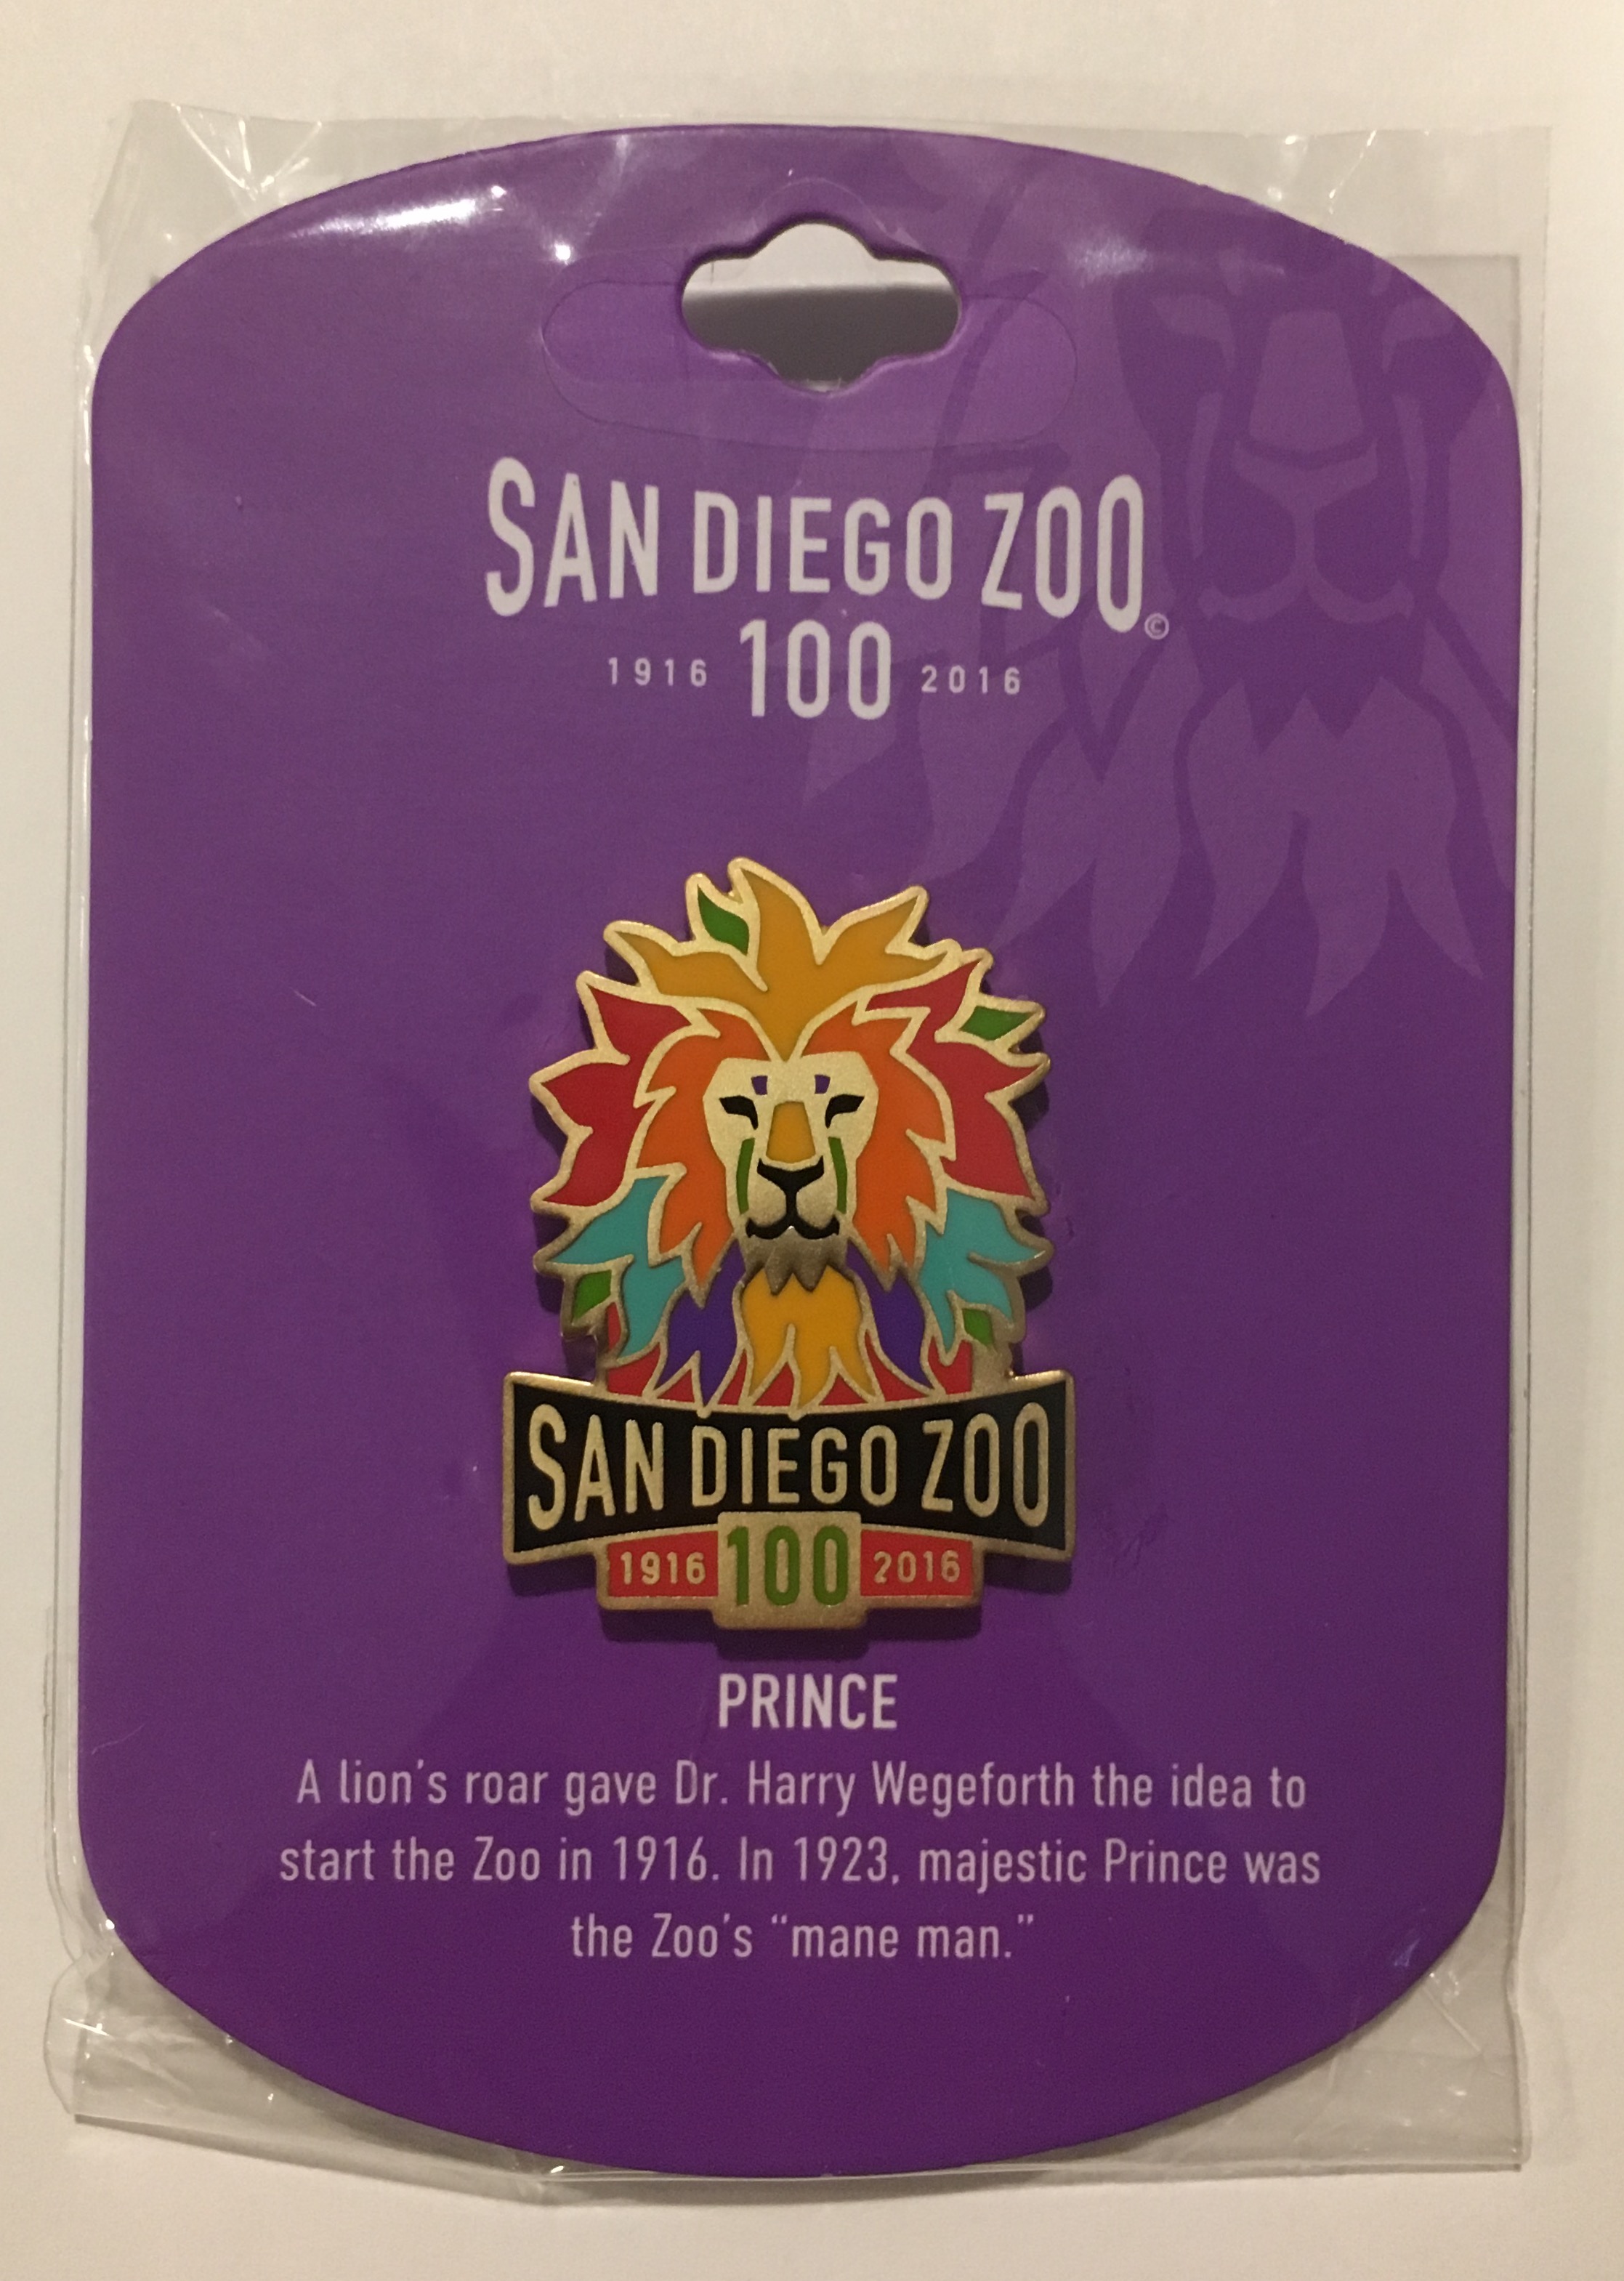 SAN DIEGO ZOO©
1916 100 2016
SAN DIEGO ZOO
1916 100 2016
PRINCE
A lion's roar gave Dr. Harry Wegeforth the idea to
start the Zoo in 1916. In 1923, majestic Prince was
the Zoo's “mane man.”